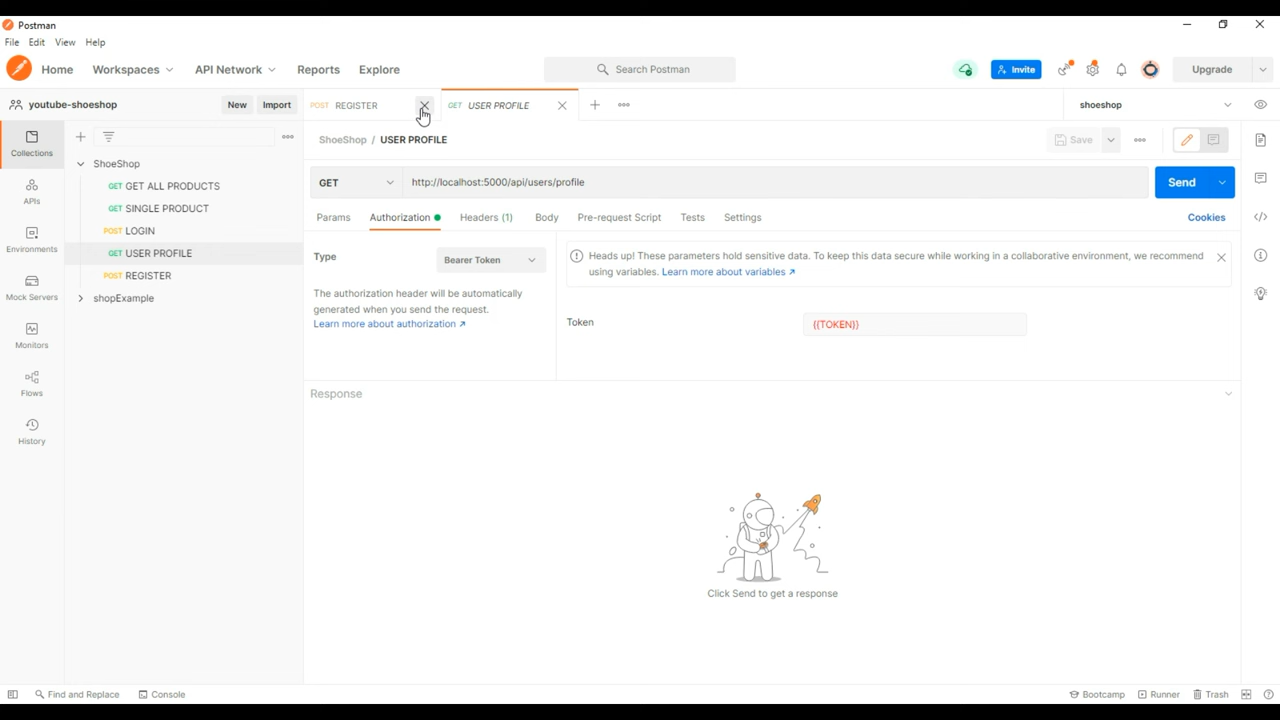 Postman
File Edit View Help
Home Workspaces API Network Reports Explore Search Postman Invite Upgrade
youtube-shoeshop New Import POST REGISTER GET USER PROFILE shoeshop
Collections
APIs
Environments
Mock Servers
Monitors
Flows
History
ShoeShop
GET GET ALL PRODUCTS
GET SINGLE PRODUCT
POST LOGIN
GET USER PROFILE
POST REGISTER
shopExample
ShoeShop / USER PROFILE Save
GET http://localhost:5000/api/users/profile Send
Params Authorization Headers (1) Body Pre-request Script Tests Settings Cookies
Type Bearer Token
The authorization header will be automatically
generated when you send the request.
Learn more about authorization ↗
Heads up! These parameters hold sensitive data. To keep this data secure while working in a collaborative environment, we recommend
using variables. Learn more about variables ↗
Token {{TOKEN}}
Response
Click Send to get a response
Find and Replace Console Bootcamp Runner Trash